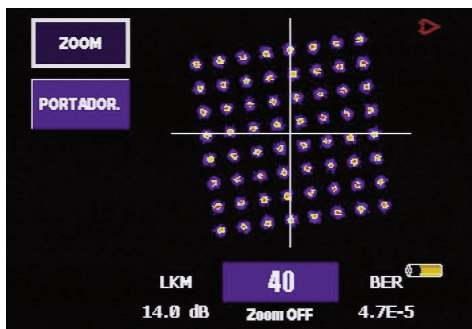 ZOOM
PORTADOR.
LKM
40
BER
14.0 dB
Zoom OFF
4.7E-5